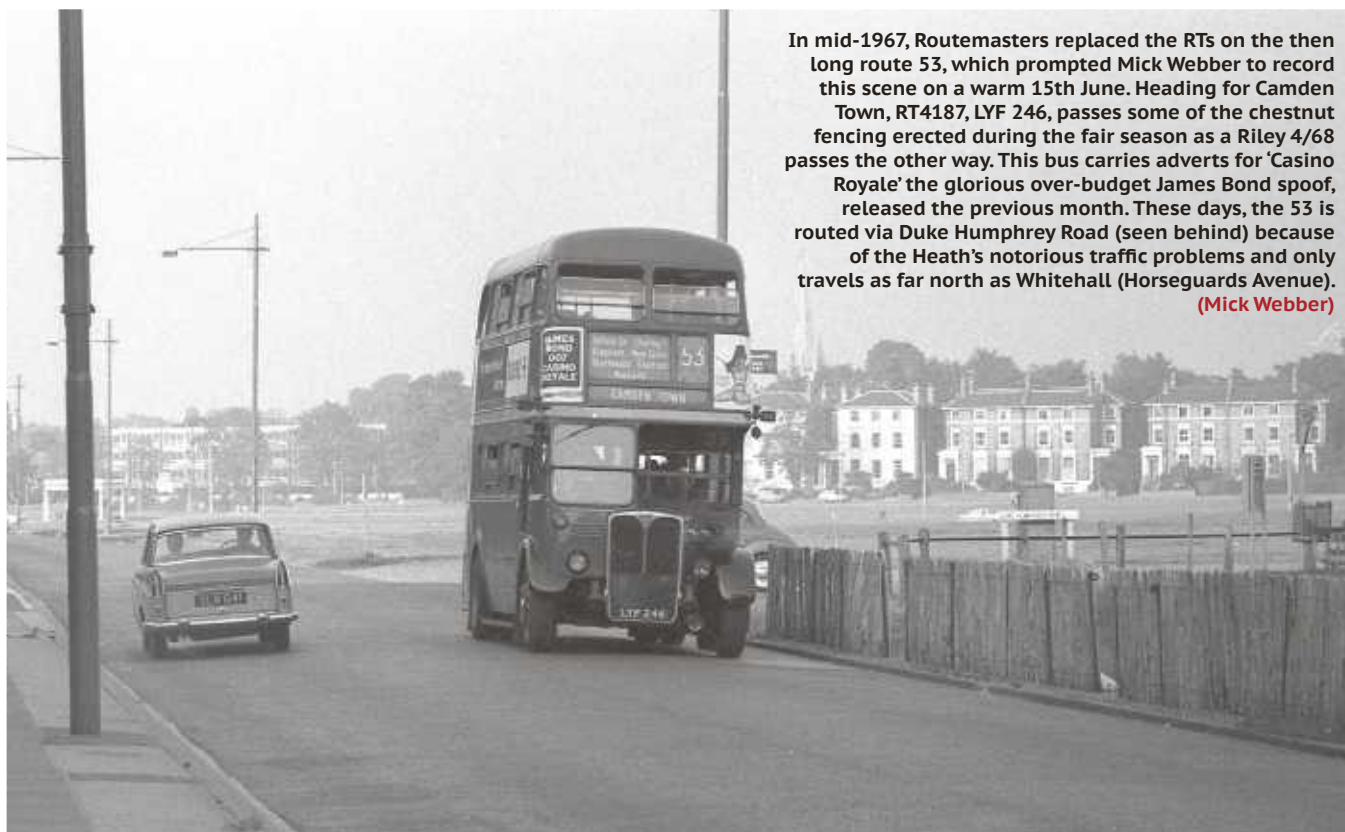 In mid-1967, Routemasters replaced the RTs on the then
long route 53, which prompted Mick Webber to record
this scene on a warm 15th June. Heading for Camden
Town, RT4187, LYF 246, passes some of the chestnut
fencing erected during the fair season as a Riley 4/68
passes the other way. This bus carries adverts for ‘Casino
Royale’ the glorious over-budget James Bond spoof,
released the previous month. These days, the 53 is
routed via Duke Humphrey Road (seen behind) because
of the Heath’s notorious traffic problems and only
travels as far north as Whitehall (Horseguards Avenue).
(Mick Webber)
JAMES
BOND
007
CASINO
ROYALE
53
CAMDEN TOWN
LYF 246